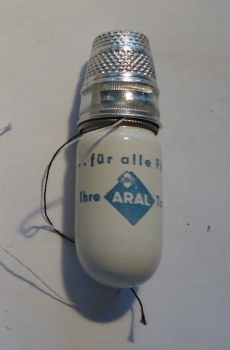 ..für alle F
Ihre ARAL T